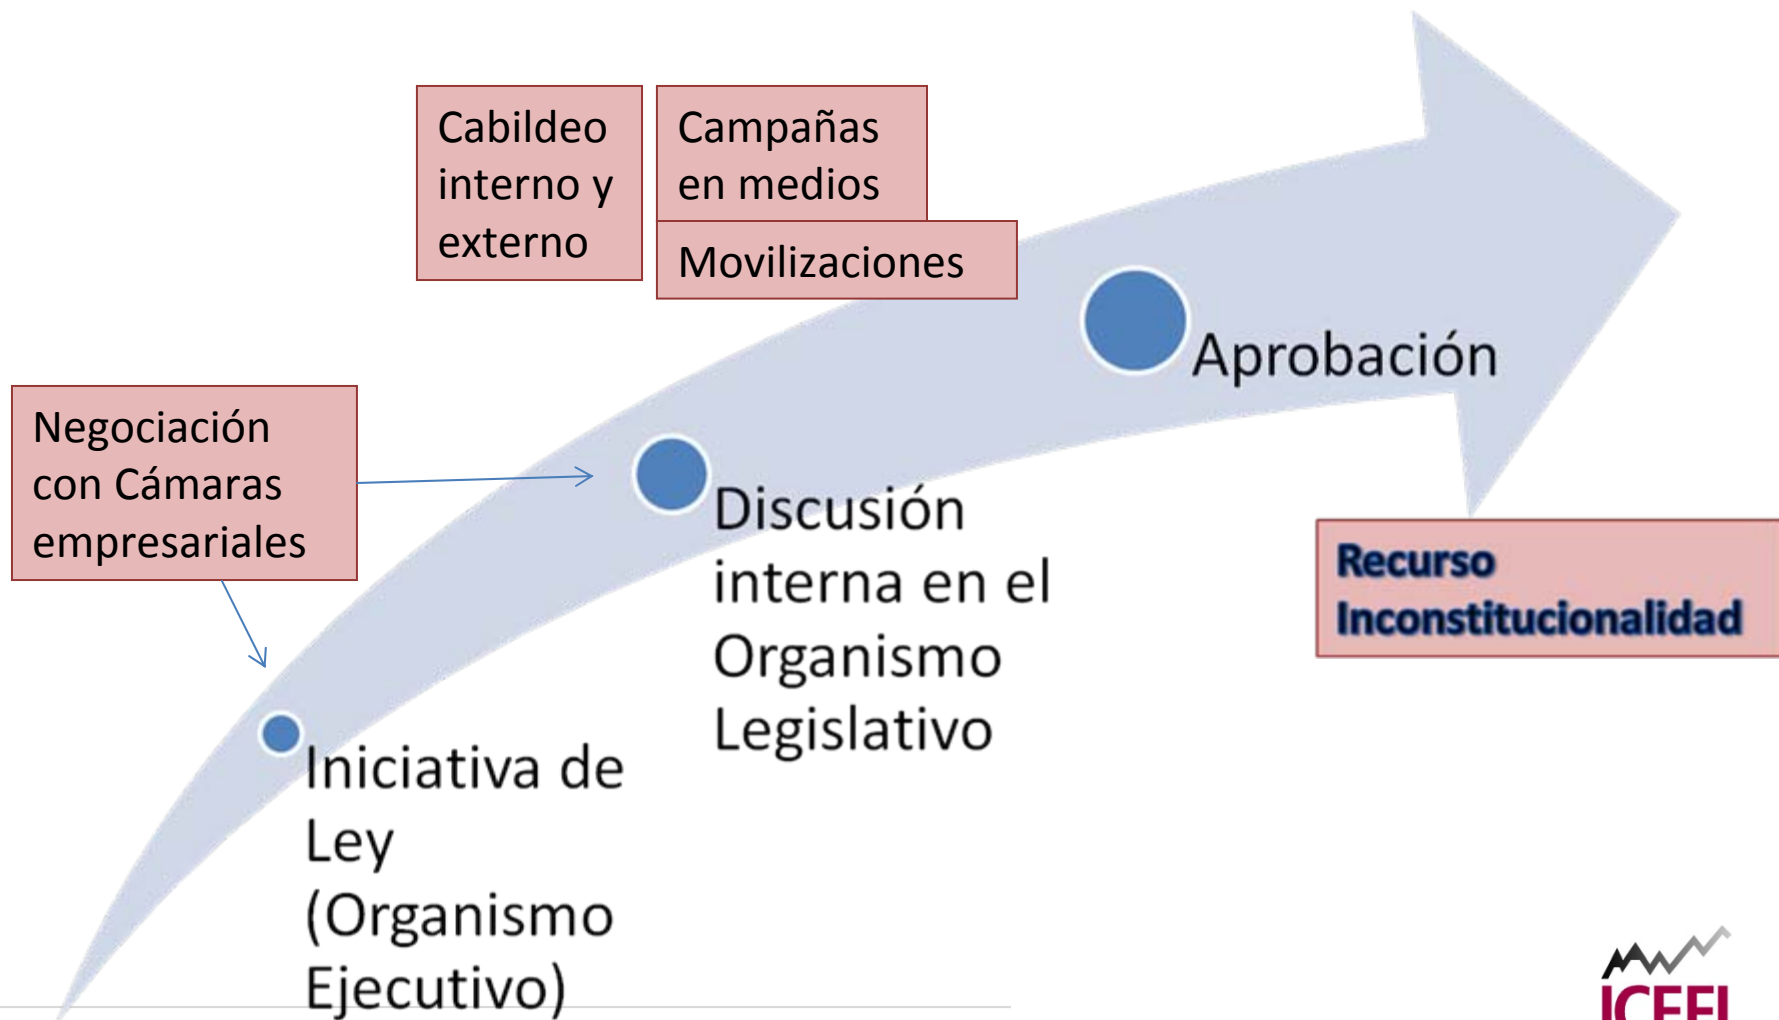 Cabildeo
interno y
externo
Campañas
en medios
Movilizaciones
Aprobación
Negociación
con Cámaras
empresariales
Discusión
interna en el
Organismo
Legislativo
Recurso
Inconstitucionalidad
Iniciativa de
Ley
(Organismo
Ejecutivo)
ICEFI